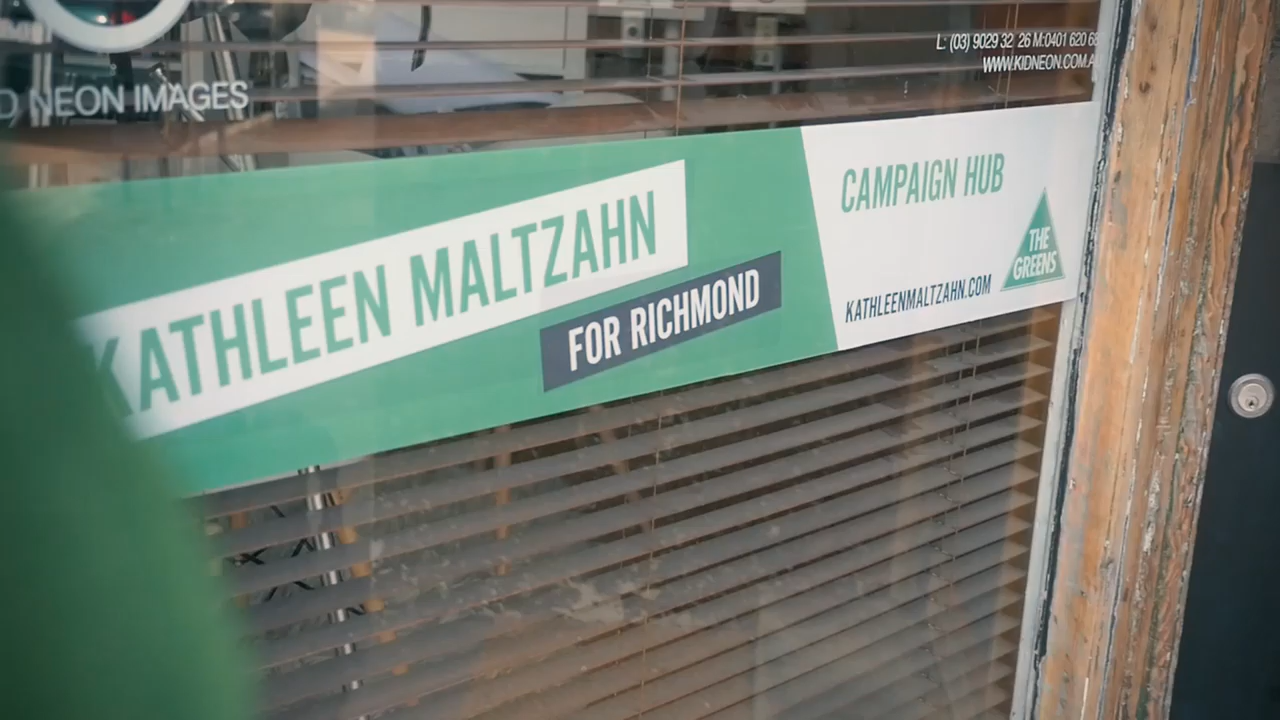 L: (03) 9029 32 26 M:0401 620 68
WWW.KIDNEON.COM.A
D NEON IMAGES
KATHLEEN MALTZAHN
FOR RICHMOND
CAMPAIGN HUB
THE
GREENS
KATHLEENMALTZAHN.COM